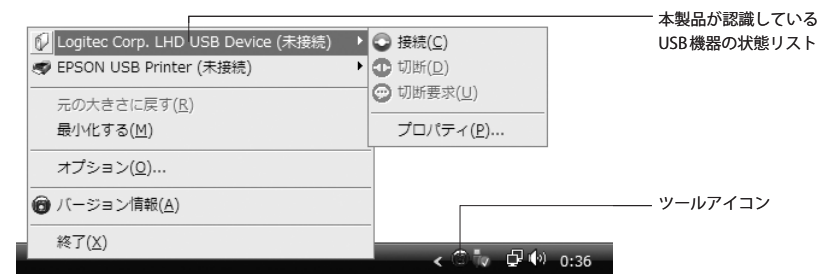 本製品が認識している
USB機器の状態リスト
Logitec Corp. LHD USB Device (未接続)
EPSON USB Printer (未接続)
元の大きさに戻す(R)
最小化する(M)
オプション(O)...
バージョン情報(A)
終了(X)
接続(C)
切断(D)
切断要求(U)
プロパティ(P)...
ツールアイコン
0:36